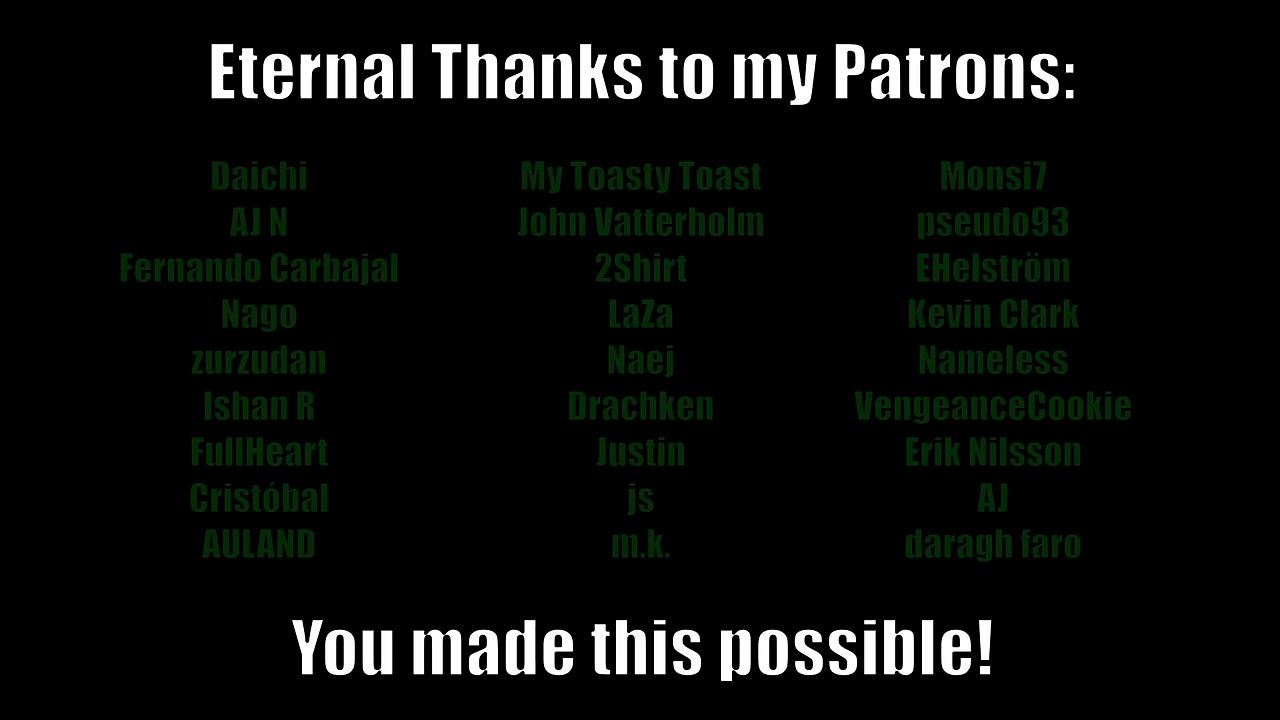 Eternal Thanks to my Patrons:
Daichi
AJ N
Fernando Carbajal
Nago
zurzudan
Ishan R
FullHeart
Cristóbal
AULAND
My Toasty Toast
John Vatterholm
2Shirt
LaZa
Naej
Drachken
Justin
js
m.k.
Monsi7
pseudo93
EHelström
Kevin Clark
Nameless
VengeanceCookie
Erik Nilsson
AJ
daragh faro
You made this possible!